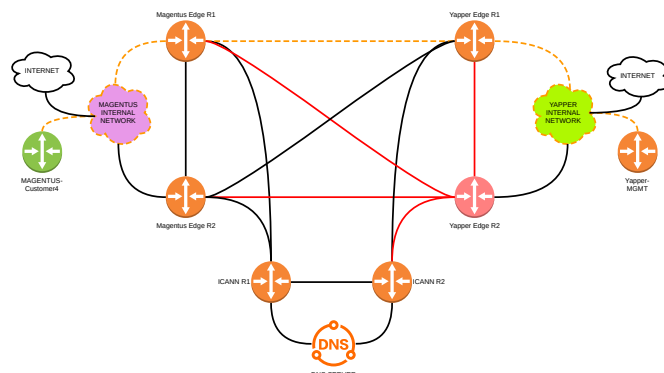 Magentus Edge R1
Yapper Edge R1
INTERNET
INTERNET
MAGENTUS
INTERNAL
NETWORK
YAPPER
INTERNAL
NETWORK
MAGENTUS-
Customer4
Yapper-
MGMT
Magentus Edge R2
Yapper Edge R2
ICANN R1
ICANN R2
DNS